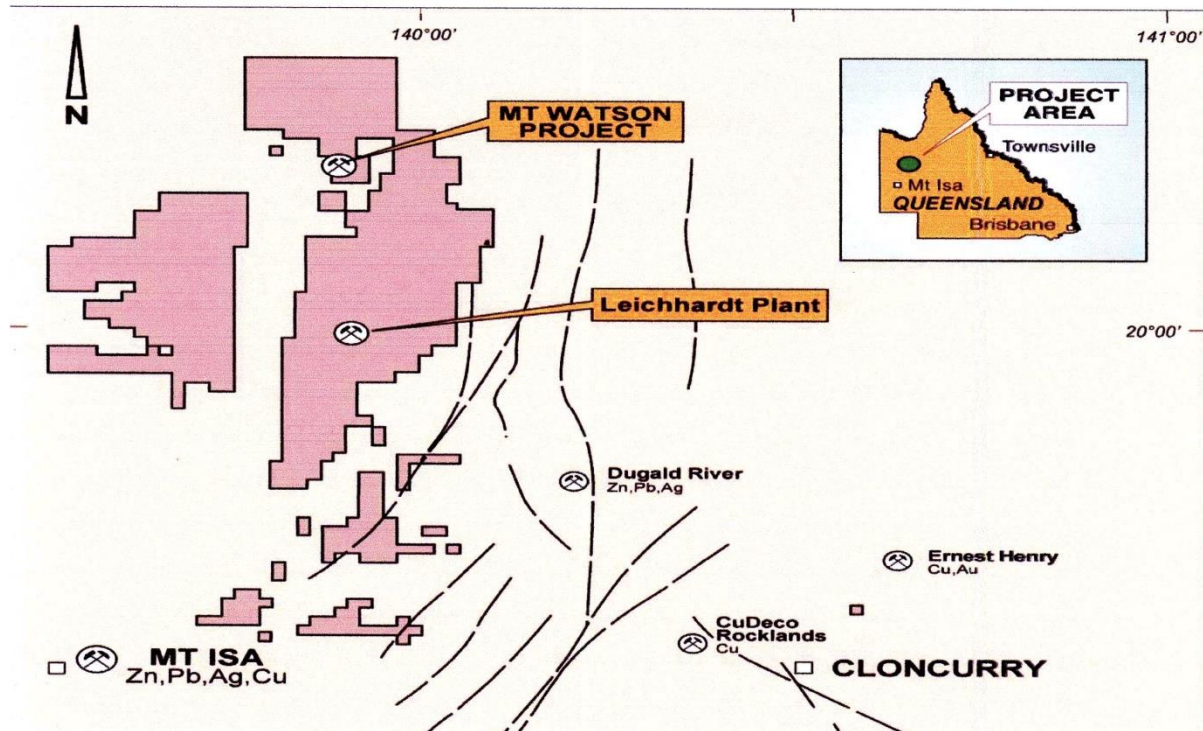 140°00'
141°00'
N
MT WATSON
PROJECT
PROJECT
AREA
Townsville
Mt Isa
QUEENSLAND
Brisbane
Leichhardt Plant
20°00'
Dugald River
Zn,Pb,Ag
Ernest Henry
Cu,Au
CuDeco
Rocklands
Cu
MT ISA
Zn,Pb,Ag,Cu
CLONCURRY